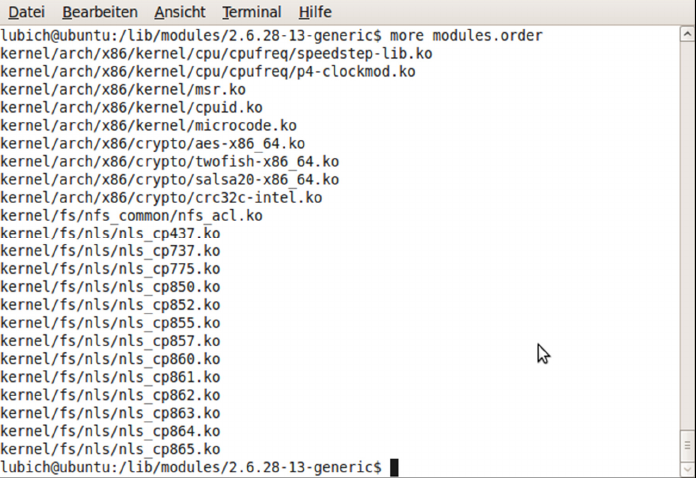 Datei Bearbeiten Ansicht Terminal Hilfe
lubich@ubuntu:/lib/modules/2.6.28-13-generic$ more modules.order
kernel/arch/x86/kernel/cpu/cpufreq/speedstep-lib.ko
kernel/arch/x86/kernel/cpu/cpufreq/p4-clockmod.ko
kernel/arch/x86/kernel/msr.ko
kernel/arch/x86/kernel/cpuid.ko
kernel/arch/x86/kernel/microcode.ko
kernel/arch/x86/crypto/aes-x86_64.ko
kernel/arch/x86/crypto/twofish-x86_64.ko
kernel/arch/x86/crypto/salsa20-x86_64.ko
kernel/arch/x86/crypto/crc32c-intel.ko
kernel/fs/nfs_common/nfs_acl.ko
kernel/fs/nls/nls_cp437.ko
kernel/fs/nls/nls_cp737.ko
kernel/fs/nls/nls_cp775.ko
kernel/fs/nls/nls_cp850.ko
kernel/fs/nls/nls_cp852.ko
kernel/fs/nls/nls_cp855.ko
kernel/fs/nls/nls_cp857.ko
kernel/fs/nls/nls_cp860.ko
kernel/fs/nls/nls_cp861.ko
kernel/fs/nls/nls_cp862.ko
kernel/fs/nls/nls_cp863.ko
kernel/fs/nls/nls_cp864.ko
kernel/fs/nls/nls_cp865.ko
lubich@ubuntu:/lib/modules/2.6.28-13-generic$